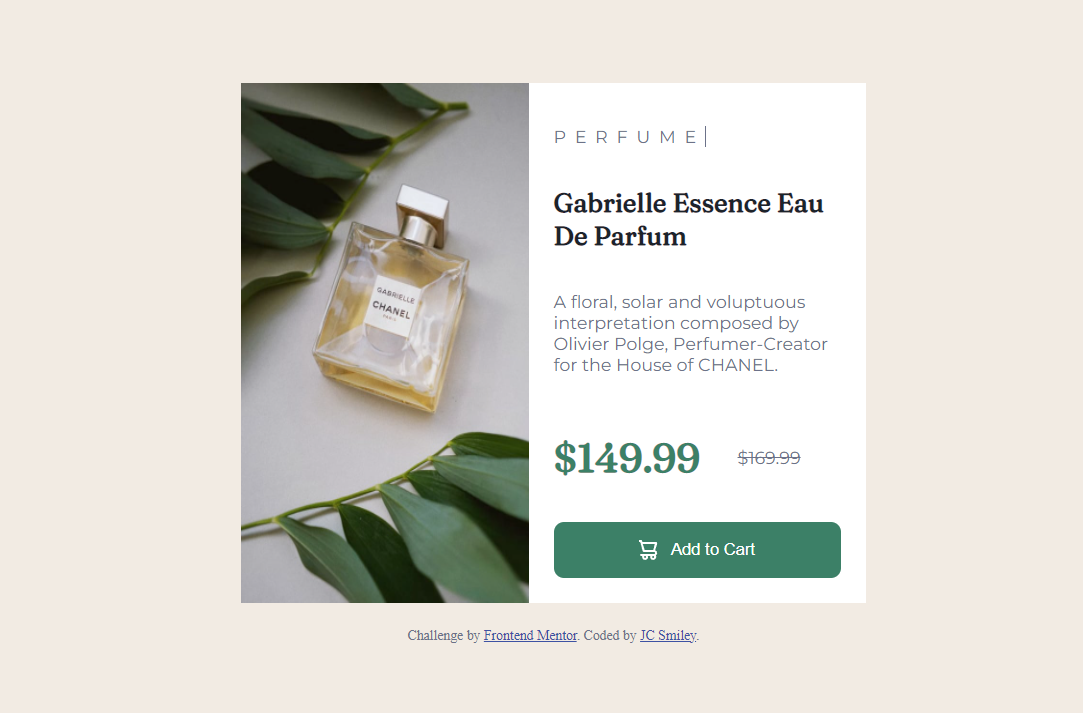 PERFUME
Gabrielle Essence Eau
De Parfum
A floral, solar and voluptuous
interpretation composed by
Olivier Polge, Perfumer-Creator
for the House of CHANEL.
$149.99 $169.99
Add to Cart
GABRIELLE
CHANEL
PARIS
Challenge by Frontend Mentor. Coded by JC Smiley.